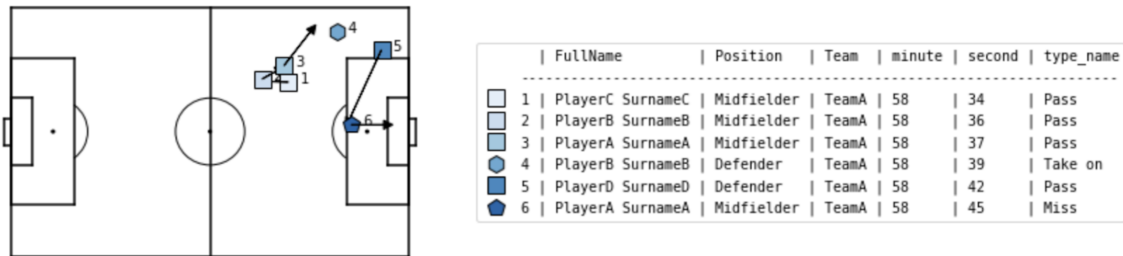 4
5
3
2 1
6
| FullName | Position | Team | minute | second | type_name
--------------------------------------------------------------------------------
1 | PlayerC SurnameC | Midfielder | TeamA | 58 | 34 | Pass
2 | PlayerB SurnameB | Midfielder | TeamA | 58 | 36 | Pass
3 | PlayerA SurnameA | Midfielder | TeamA | 58 | 37 | Pass
4 | PlayerB SurnameB | Defender | TeamA | 58 | 39 | Take on
5 | PlayerD SurnameD | Defender | TeamA | 58 | 42 | Pass
6 | PlayerA SurnameA | Midfielder | TeamA | 58 | 45 | Miss